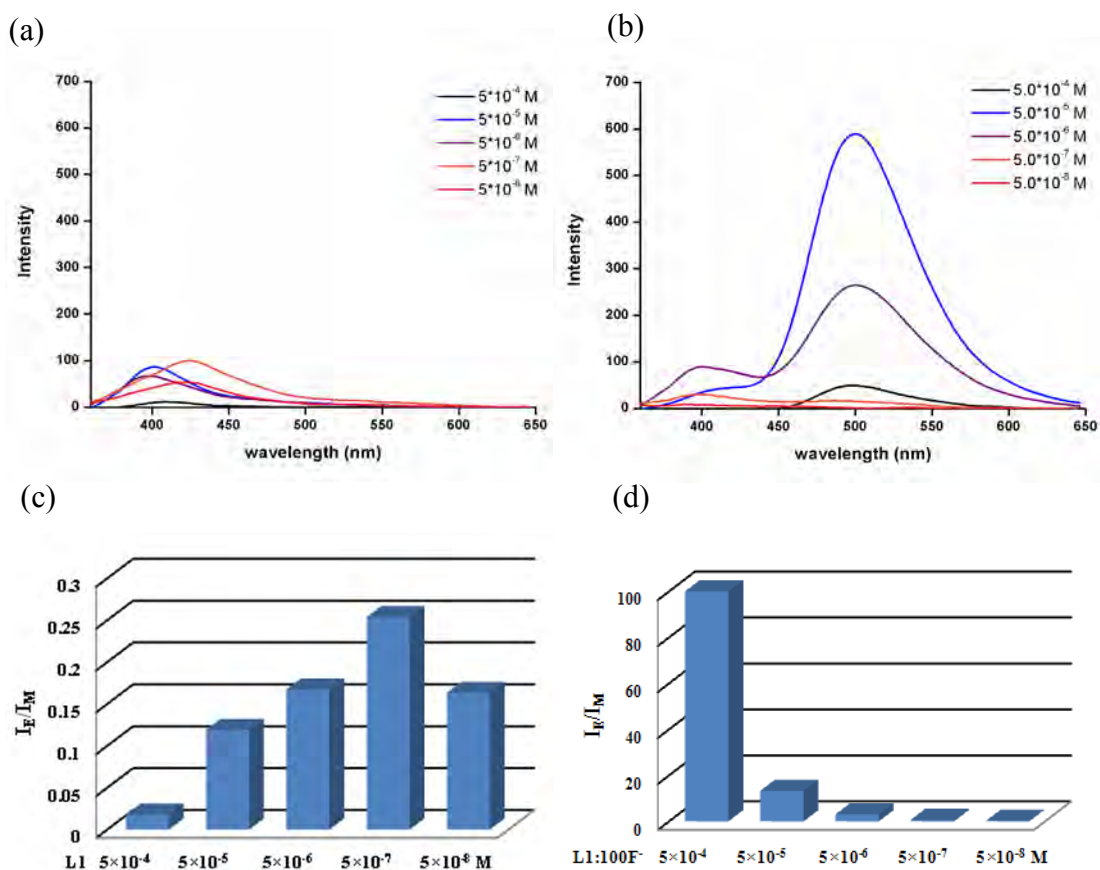 (a)
700
600
500
400
300
200
100
0
Intensity
400 450 500 550 600 650
wavelength (nm)
5*10⁻⁴ M
5*10⁻⁵ M
5*10⁻⁶ M
5*10⁻⁷ M
5*10⁻⁸ M
(b)
700
600
500
400
300
200
100
0
Intensity
400 450 500 550 600 650
wavelength (nm)
5.0*10⁻⁴ M
5.0*10⁻⁵ M
5.0*10⁻⁶ M
5.0*10⁻⁷ M
5.0*10⁻⁸ M
(c)
0.3
0.25
0.2
0.15
0.1
0.05
0
I_E/I_M
L1 5×10⁻⁴ 5×10⁻⁵ 5×10⁻⁶ 5×10⁻⁷ 5×10⁻⁸ M
(d)
100
80
60
40
20
0
I_E/I_M
L1:100F⁻ 5×10⁻⁴ 5×10⁻⁵ 5×10⁻⁶ 5×10⁻⁷ 5×10⁻⁸ M